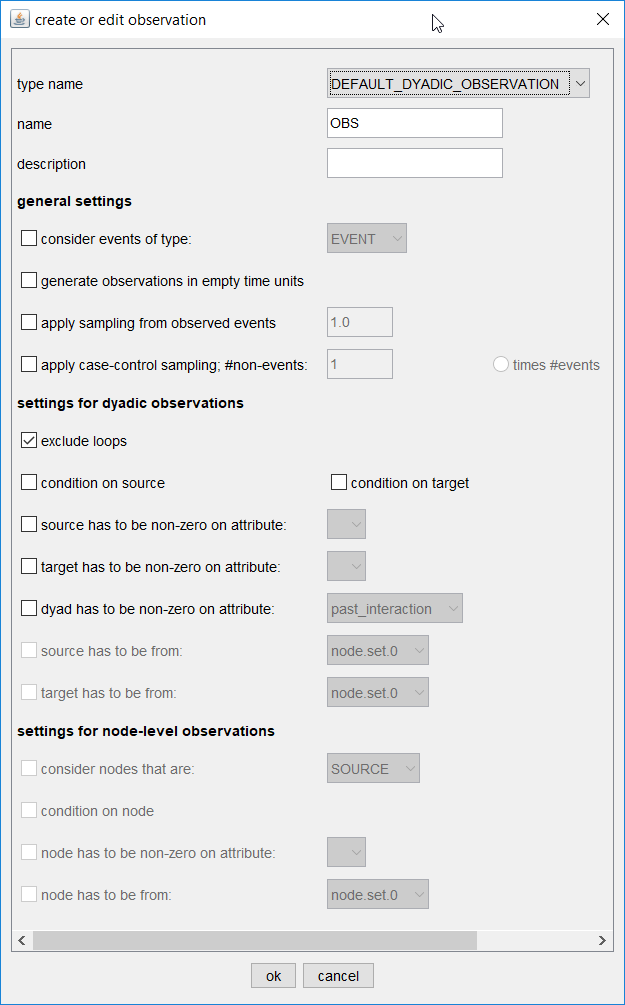 create or edit observation
type name DEFAULT_DYADIC_OBSERVATION
name OBS
description
general settings
consider events of type: EVENT
generate observations in empty time units
apply sampling from observed events 1.0
apply case-control sampling; #non-events: 1 times #events
settings for dyadic observations
exclude loops
condition on source condition on target
source has to be non-zero on attribute:
target has to be non-zero on attribute:
dyad has to be non-zero on attribute: past_interaction
source has to be from: node.set.0
target has to be from: node.set.0
settings for node-level observations
consider nodes that are: SOURCE
condition on node
node has to be non-zero on attribute:
node has to be from: node.set.0
ok cancel